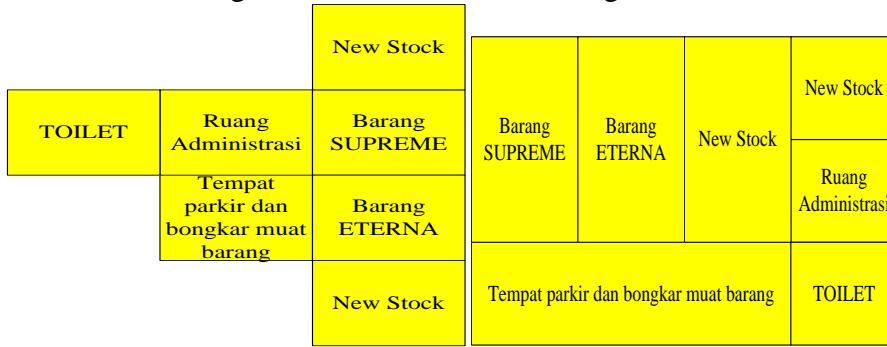 New Stock
TOILET
Ruang
Administrasi
Barang
SUPREME
Tempat
parkir dan
bongkar muat
barang
Barang
ETERNA
New Stock
Barang
SUPREME
Barang
ETERNA
New Stock
New Stock
Ruang
Administrasi
Tempat parkir dan bongkar muat barang
TOILET